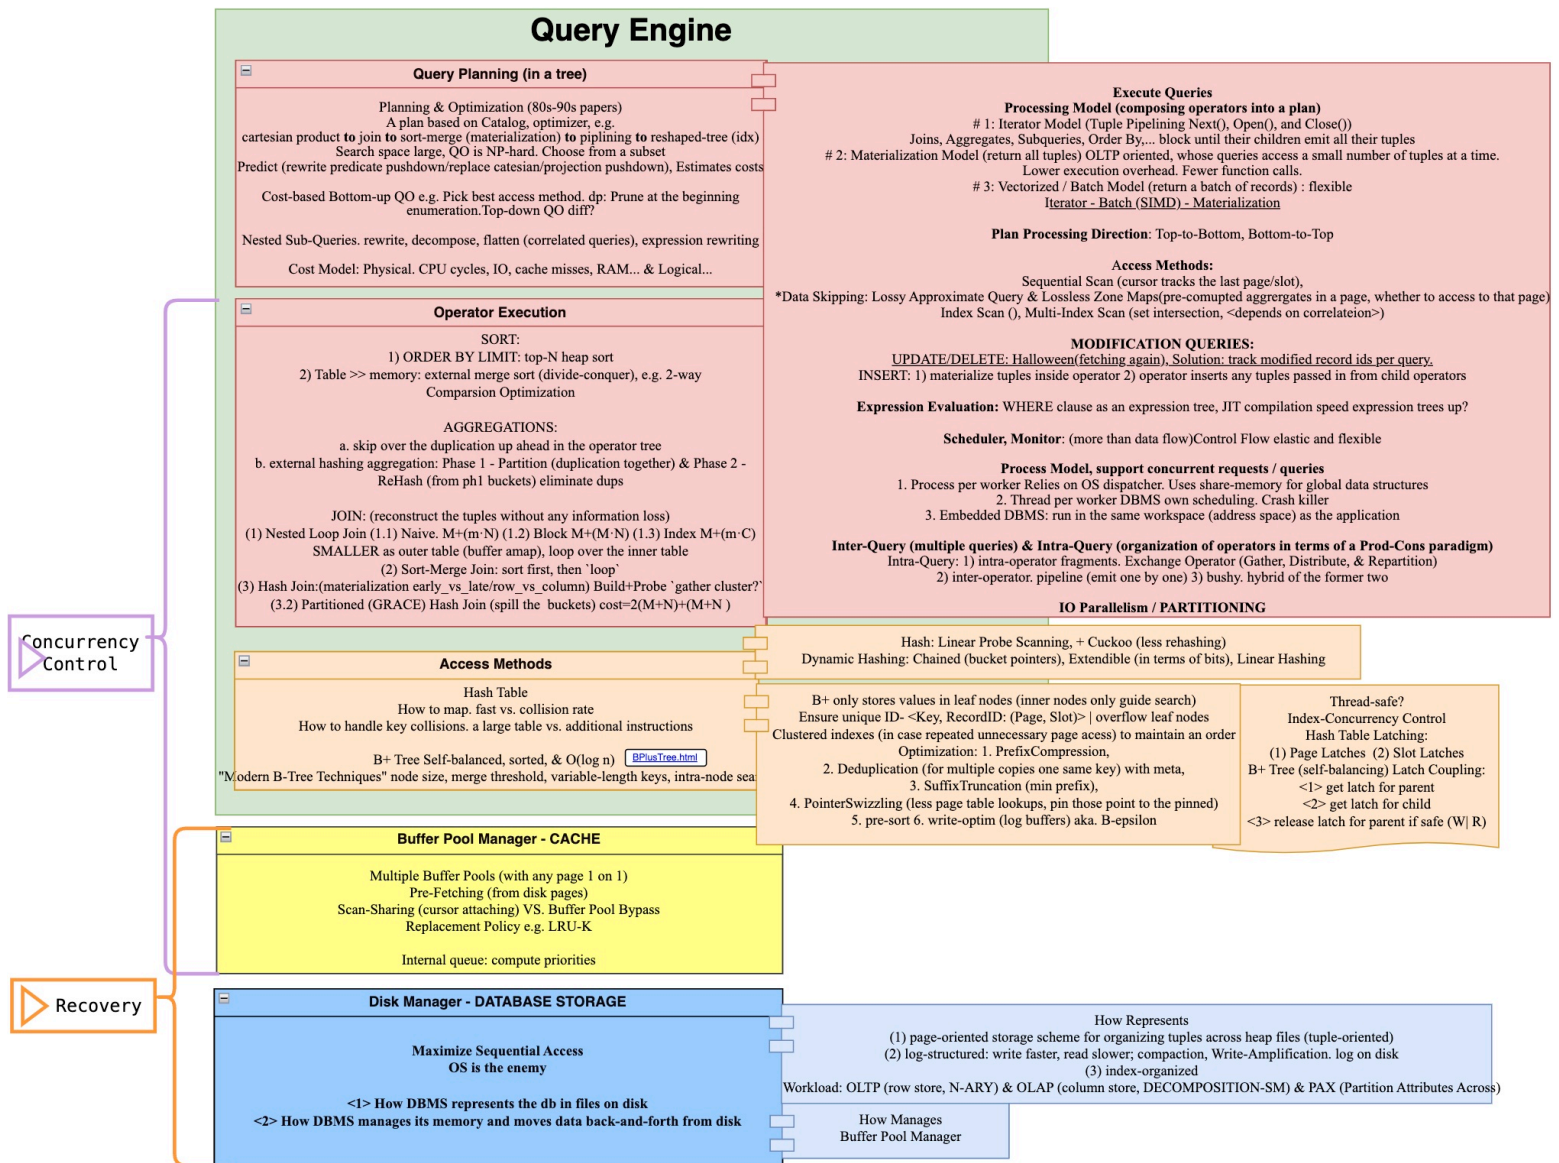 Query Engine
Query Planning (in a tree)
Planning & Optimization (80s-90s papers)
A plan based on Catalog, optimizer, e.g.
cartesian product to join to sort-merge (materialization) to piplining to reshaped-tree (idx)
Search space large, QO is NP-hard. Choose from a subset
Predict (rewrite predicate pushdown/replace catesian/projection pushdown), Estimates costs
Cost-based Bottom-up QO e.g. Pick best access method. dp: Prune at the beginning
enumeration.Top-down QO diff?
Nested Sub-Queries. rewrite, decompose, flatten (correlated queries), expression rewriting
Cost Model: Physical. CPU cycles, IO, cache misses, RAM... & Logical...
Execute Queries
Processing Model (composing operators into a plan)
# 1: Iterator Model (Tuple Pipelining Next(), Open(), and Close())
Joins, Aggregates, Subqueries, Order By,... block until their children emit all their tuples
# 2: Materialization Model (return all tuples) OLTP oriented, whose queries access a small number of tuples at a time.
Lower execution overhead. Fewer function calls.
# 3: Vectorized / Batch Model (return a batch of records) : flexible
Iterator - Batch (SIMD) - Materialization
Plan Processing Direction: Top-to-Bottom, Bottom-to-Top
Access Methods:
Sequential Scan (cursor tracks the last page/slot),
*Data Skipping: Lossy Approximate Query & Lossless Zone Maps(pre-comupted aggrergates in a page, whether to access to that page)
Index Scan (), Multi-Index Scan (set intersection, <depends on correlateion>)
MODIFICATION QUERIES:
UPDATE/DELETE: Halloween(fetching again), Solution: track modified record ids per query.
INSERT: 1) materialize tuples inside operator 2) operator inserts any tuples passed in from child operators
Expression Evaluation: WHERE clause as an expression tree, JIT compilation speed expression trees up?
Scheduler, Monitor: (more than data flow)Control Flow elastic and flexible
Process Model, support concurrent requests / queries
1. Process per worker Relies on OS dispatcher. Uses share-memory for global data structures
2. Thread per worker DBMS own scheduling. Crash killer
3. Embedded DBMS: run in the same workspace (address space) as the application
Inter-Query (multiple queries) & Intra-Query (organization of operators in terms of a Prod-Cons paradigm)
Intra-Query: 1) intra-operator fragments. Exchange Operator (Gather, Distribute, & Repartition)
2) inter-operator. pipeline (emit one by one) 3) bushy. hybrid of the former two
IO Parallelism / PARTITIONING
Operator Execution
SORT:
1) ORDER BY LIMIT: top-N heap sort
2) Table >> memory: external merge sort (divide-conquer), e.g. 2-way
Comparsion Optimization
AGGREGATIONS:
a. skip over the duplication up ahead in the operator tree
b. external hashing aggregation: Phase 1 - Partition (duplication together) & Phase 2 -
ReHash (from ph1 buckets) eliminate dups
JOIN: (reconstruct the tuples without any information loss)
(1) Nested Loop Join (1.1) Naive. M+(m·N) (1.2) Block M+(M·N) (1.3) Index M+(m·C)
SMALLER as outer table (buffer amap), loop over the inner table
(2) Sort-Merge Join: sort first, then `loop`
(3) Hash Join:(materialization early_vs_late/row_vs_column) Build+Probe `gather cluster?`
(3.2) Partitioned (GRACE) Hash Join (spill the buckets) cost=2(M+N)+(M+N )
Concurrency
Control
Access Methods
Hash Table
How to map. fast vs. collision rate
How to handle key collisions. a large table vs. additional instructions
B+ Tree Self-balanced, sorted, & O(log n) BPlusTree.html
"Modern B-Tree Techniques" node size, merge threshold, variable-length keys, intra-node
Hash: Linear Probe Scanning, + Cuckoo (less rehashing)
Dynamic Hashing: Chained (bucket pointers), Extendible (in terms of bits), Linear Hashing
B+ only stores values in leaf nodes (inner nodes only guide search)
Ensure unique ID- <Key, RecordID: (Page, Slot)> | overflow leaf nodes
Clustered indexes (in case repeated unnecessary page acess) to maintain an order
Optimization: 1. PrefixCompression,
2. Deduplication (for multiple copies one same key) with meta,
3. SuffixTruncation (min prefix),
4. PointerSwizzling (less page table lookups, pin those point to the pinned)
5. pre-sort 6. write-optim (log buffers) aka. B-epsilon
Thread-safe?
Index-Concurrency Control
Hash Table Latching:
(1) Page Latches (2) Slot Latches
B+ Tree (self-balancing) Latch Coupling:
<1> get latch for parent
<2> get latch for child
<3> release latch for parent if safe (W| R)
Buffer Pool Manager - CACHE
Multiple Buffer Pools (with any page 1 on 1)
Pre-Fetching (from disk pages)
Scan-Sharing (cursor attaching) VS. Buffer Pool Bypass
Replacement Policy e.g. LRU-K
Internal queue: compute priorities
Recovery
Disk Manager - DATABASE STORAGE
Maximize Sequential Access
OS is the enemy
<1> How DBMS represents the db in files on disk
<2> How DBMS manages its memory and moves data back-and-forth from disk
How Represents
(1) page-oriented storage scheme for organizing tuples across heap files (tuple-oriented)
(2) log-structured: write faster, read slower; compaction, Write-Amplification. log on disk
(3) index-organized
Workload: OLTP (row store, N-ARY) & OLAP (column store, DECOMPOSITION-SM) & PAX (Partition Attributes Across)
How Manages
Buffer Pool Manager